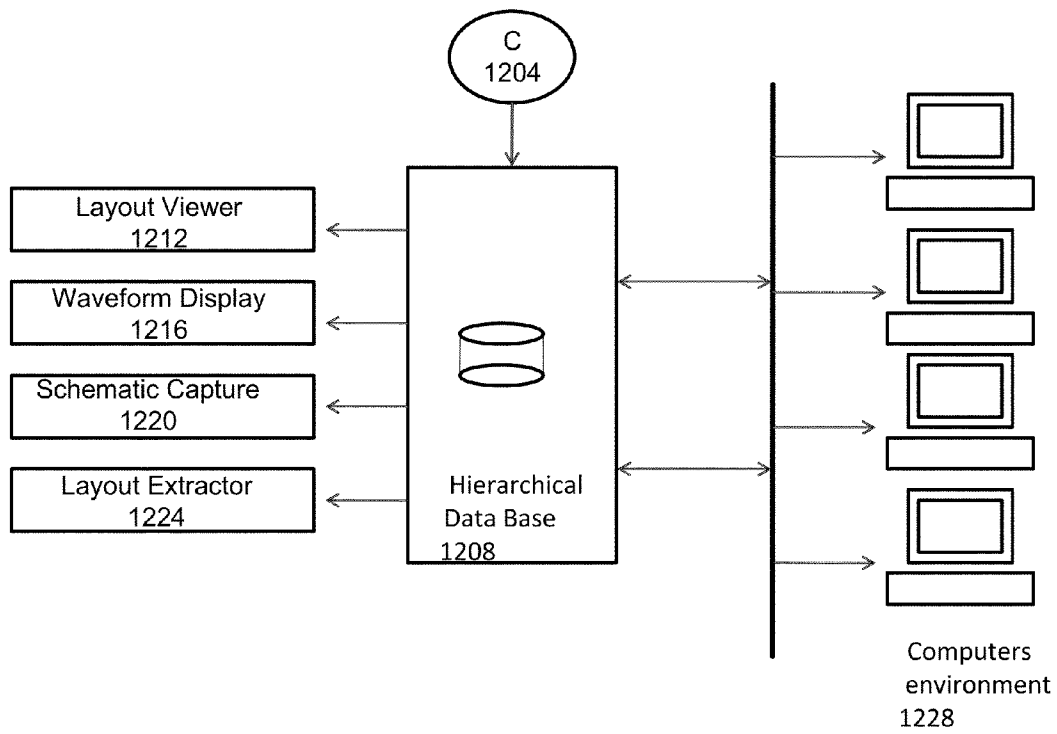 C
1204
Layout Viewer
1212
Waveform Display
1216
Schematic Capture
1220
Layout Extractor
1224
Hierarchical
Data Base
1208
Computers
environment
1228